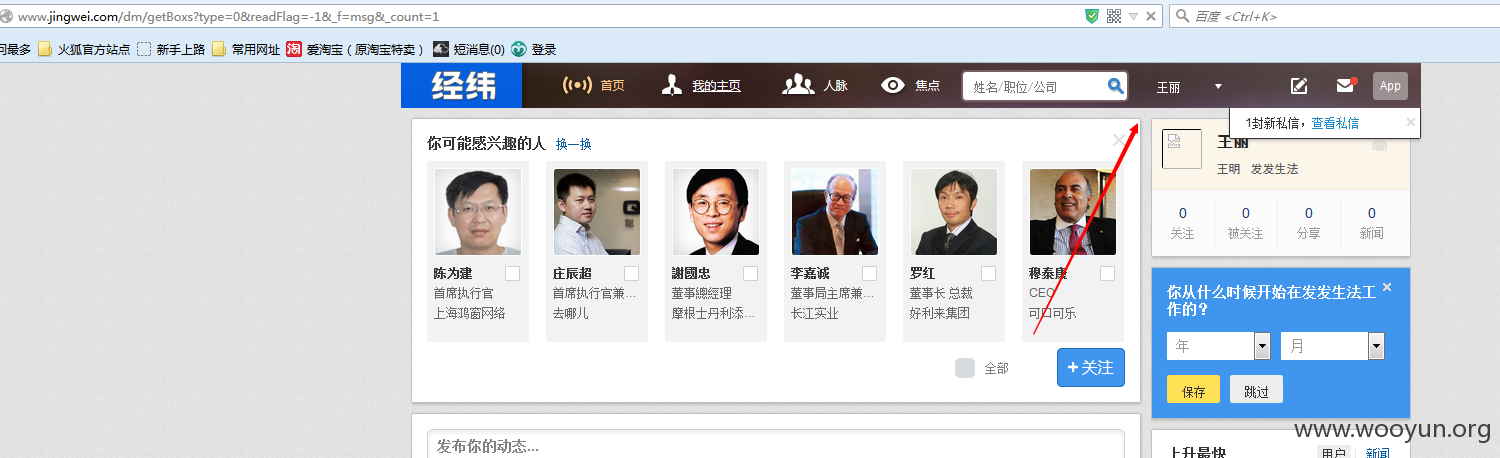 www.jingwei.com/dm/getBoxs?type=0&readFlag=-1&_f=msg&_count=1
百度 <Ctrl+K>
问最多 火狐官方站点 新手上路 常用网址 淘 爱淘宝（原淘宝特卖） 短消息(0) 登录
经纬 首页 我的主页 人脉 焦点 姓名/职位/公司 王丽 App
1封新私信，查看私信
你可能感兴趣的人 换一换
陈为建 庄辰超 謝國忠 李嘉诚 罗红 穆泰康
首席执行官 首席执行官兼... 董事總經理 董事局主席兼... 董事长 总裁 CEO
上海鸿窗网络 去哪儿 摩根士丹利添... 长江实业 好利来集团 可口可乐
全部 +关注
发布你的动态...
王丽
王明 发发生法
0 0 0 0
关注 被关注 分享 新闻
你从什么时候开始在发发生法工
作的？
年 月
保存 跳过
上升最快 用户 新闻
www.wooyun.org